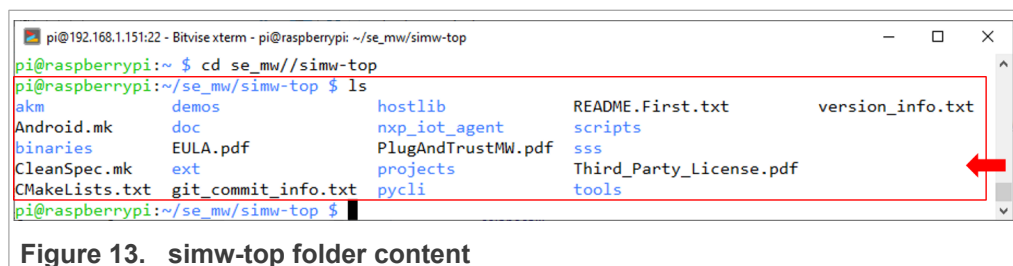 pi@192.168.1.151:22 - Bitvise xterm - pi@raspberrypi: ~/se_mw/simw-top
pi@raspberrypi:~ $ cd se_mw//simw-top
pi@raspberrypi:~/se_mw/simw-top $ ls
akm demos hostlib README.First.txt version_info.txt
Android.mk doc nxp_iot_agent scripts
binaries EULA.pdf PlugAndTrustMW.pdf sss
CleanSpec.mk ext projects Third_Party_License.pdf
CMakeLists.txt git_commit_info.txt pycli tools
pi@raspberrypi:~/se_mw/simw-top $
Figure 13. simw-top folder content